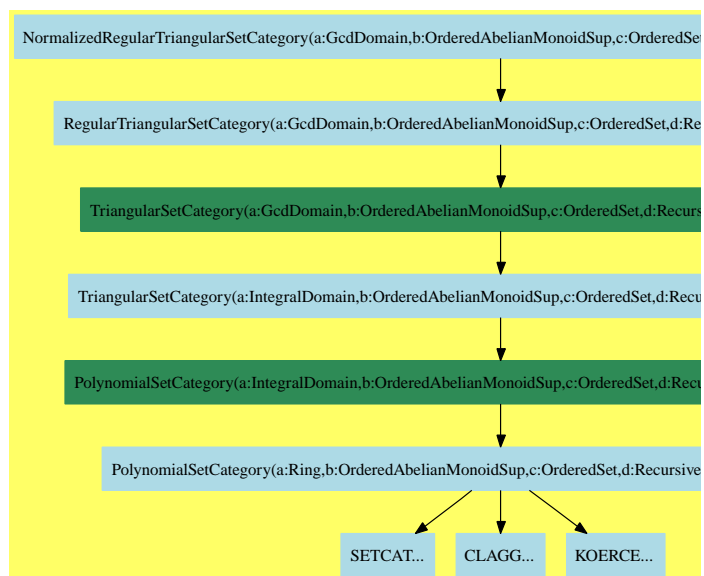 NormalizedRegularTriangularSetCategory(a:GcdDomain,b:OrderedAbelianMonoidSup,c:OrderedSet
RegularTriangularSetCategory(a:GcdDomain,b:OrderedAbelianMonoidSup,c:OrderedSet,d:Re
TriangularSetCategory(a:GcdDomain,b:OrderedAbelianMonoidSup,c:OrderedSet,d:Recurs
TriangularSetCategory(a:IntegralDomain,b:OrderedAbelianMonoidSup,c:OrderedSet,d:Recu
PolynomialSetCategory(a:IntegralDomain,b:OrderedAbelianMonoidSup,c:OrderedSet,d:Recu
PolynomialSetCategory(a:Ring,b:OrderedAbelianMonoidSup,c:OrderedSet,d:Recursive
SETCAT... CLAGG... KOERCE...